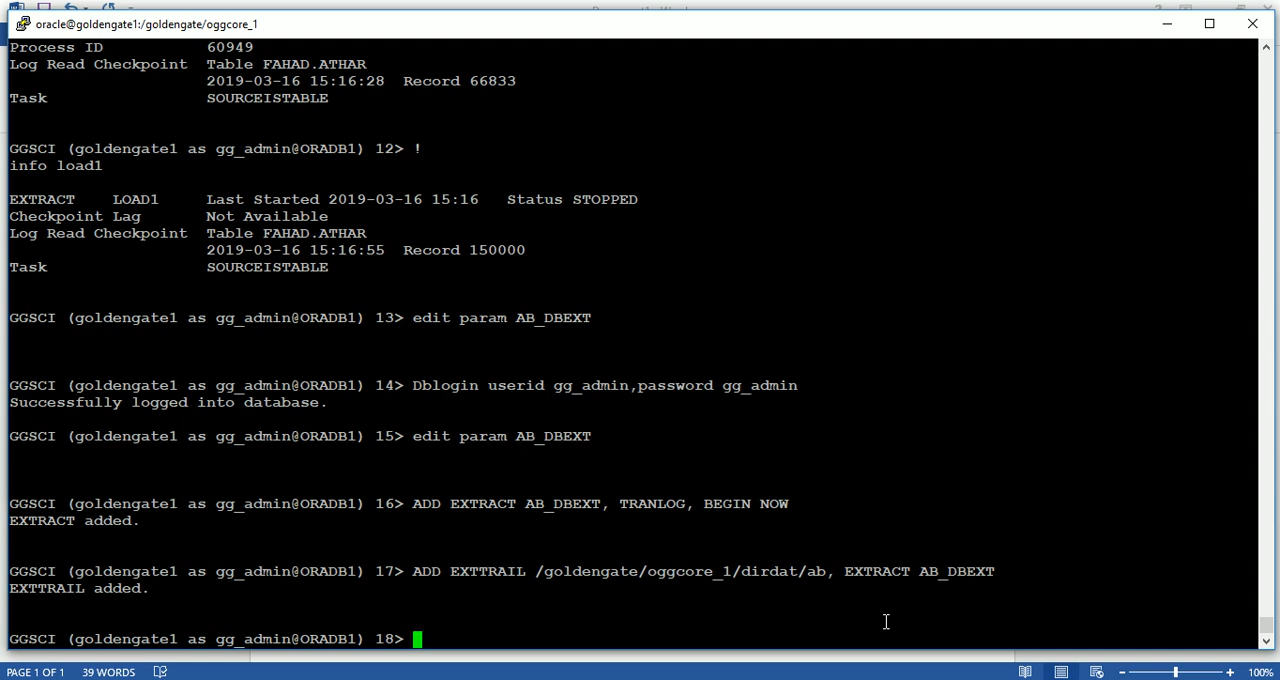 oracle@goldengate1:/goldengate/oggcore_1
Process ID 60949
Log Read Checkpoint Table FAHAD.ATHAR
2019-03-16 15:16:28 Record 66833
Task SOURCEISTABLE
GGSCI (goldengate1 as gg_admin@ORADB1) 12> !
info load1
EXTRACT LOAD1 Last Started 2019-03-16 15:16 Status STOPPED
Checkpoint Lag Not Available
Log Read Checkpoint Table FAHAD.ATHAR
2019-03-16 15:16:55 Record 150000
Task SOURCEISTABLE
GGSCI (goldengate1 as gg_admin@ORADB1) 13> edit param AB_DBEXT
GGSCI (goldengate1 as gg_admin@ORADB1) 14> Dblogin userid gg_admin,password gg_admin
Successfully logged into database.
GGSCI (goldengate1 as gg_admin@ORADB1) 15> edit param AB_DBEXT
GGSCI (goldengate1 as gg_admin@ORADB1) 16> ADD EXTRACT AB_DBEXT, TRANLOG, BEGIN NOW
EXTRACT added.
GGSCI (goldengate1 as gg_admin@ORADB1) 17> ADD EXTTRAIL /goldengate/oggcore_1/dirdat/ab, EXTRACT AB_DBEXT
EXTTRAIL added.
GGSCI (goldengate1 as gg_admin@ORADB1) 18>
PAGE 1 OF 1 39 WORDS 100%